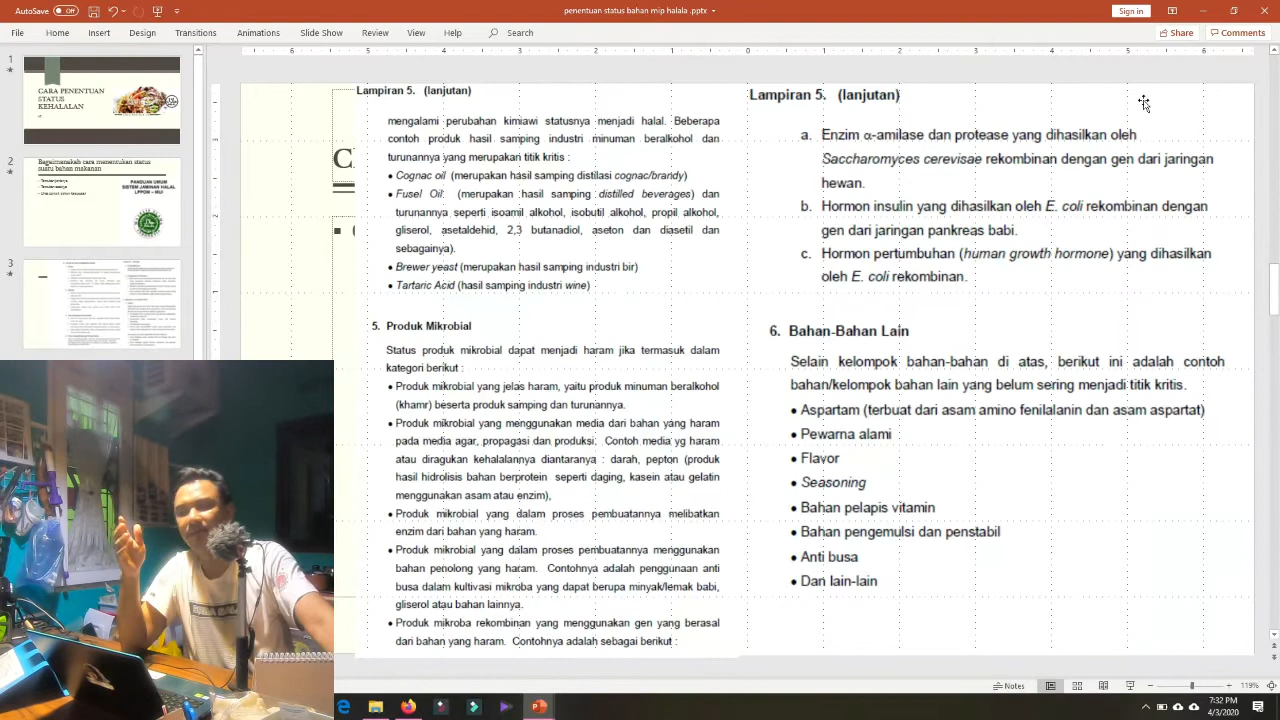 AutoSave
Off
penentuan status bahan mip halala .pptx
Sign in
File
Home
Insert
Design
Transitions
Animations
Slide Show
Review
View
Help
Search
Share
Comments
CARA PENENTUAN
STATUS
KEHALALAN
Bagaimanakah cara menentukan status
suatu bahan makanan
PANDUAN UMUM
SISTEM JAMINAN HALAL
LPPOM - MUI
Lampiran 5. (lanjutan)
mengalami perubahan kimiawi statusnya menjadi halal. Beberapa
contoh produk hasil samping industri minuman beralkohol dan
turunannya yang merupakan titik kritis :
• Cognac oil (merupakan hasil samping distilasi cognac/brandy)
• Fusel Oil: (merupakan hasil samping distilled beverages) dan
turunannya seperti isoamil alkohol, isobutil alkohol, propil alkohol,
gliserol, asetaldehid, 2,3 butanadiol, aseton dan diasetil dan
sebagainya).
• Brewer yeast (merupakan hasil samping industri bir)
• Tartaric Acid (hasil samping industri wine)
5. Produk Mikrobial
Status produk mikrobial dapat menjadi haram jika termasuk dalam
kategori berikut :
• Produk mikrobial yang jelas haram, yaitu produk minuman beralkohol
(khamr) beserta produk samping dan turunannya.
• Produk mikrobial yang menggunakan media dari bahan yang haram
pada media agar, propagasi dan produksi. Contoh media yg haram
atau diragukan kehalalannya diantaranya : darah, pepton (produk
hasil hidrolisis bahan berprotein seperti daging, kasein atau gelatin
menggunakan asam atau enzim),
• Produk mikrobial yang dalam proses pembuatannya melibatkan
enzim dari bahan yang haram.
• Produk mikrobial yang dalam proses pembuatannya menggunakan
bahan penolong yang haram. Contohnya adalah penggunaan anti
busa dalam kultivasi mikroba yang dapat berupa minyak/lemak babi,
gliserol atau bahan lainnya.
• Produk mikroba rekombinan yang menggunakan gen yang berasal
dari bahan yang haram. Contohnya adalah sebagai berikut :
Lampiran 5. (lanjutan)
a. Enzim α-amilase dan protease yang dihasilkan oleh
Saccharomyces cerevisae rekombinan dengan gen dari jaringan
hewan.
b. Hormon insulin yang dihasilkan oleh E. coli rekombinan dengan
gen dari jaringan pankreas babi.
c. Hormon pertumbuhan (human growth hormone) yang dihasilkan
oleh E. coli rekombinan.
6. Bahan-Bahan Lain
Selain kelompok bahan-bahan di atas, berikut ini adalah contoh
bahan/kelompok bahan lain yang belum sering menjadi titik kritis.
• Aspartam (terbuat dari asam amino fenilalanin dan asam aspartat)
• Pewarna alami
• Flavor
• Seasoning
• Bahan pelapis vitamin
• Bahan pengemulsi dan penstabil
• Anti busa
• Dan lain-lain
Notes
119%
7:32 PM
4/3/2020